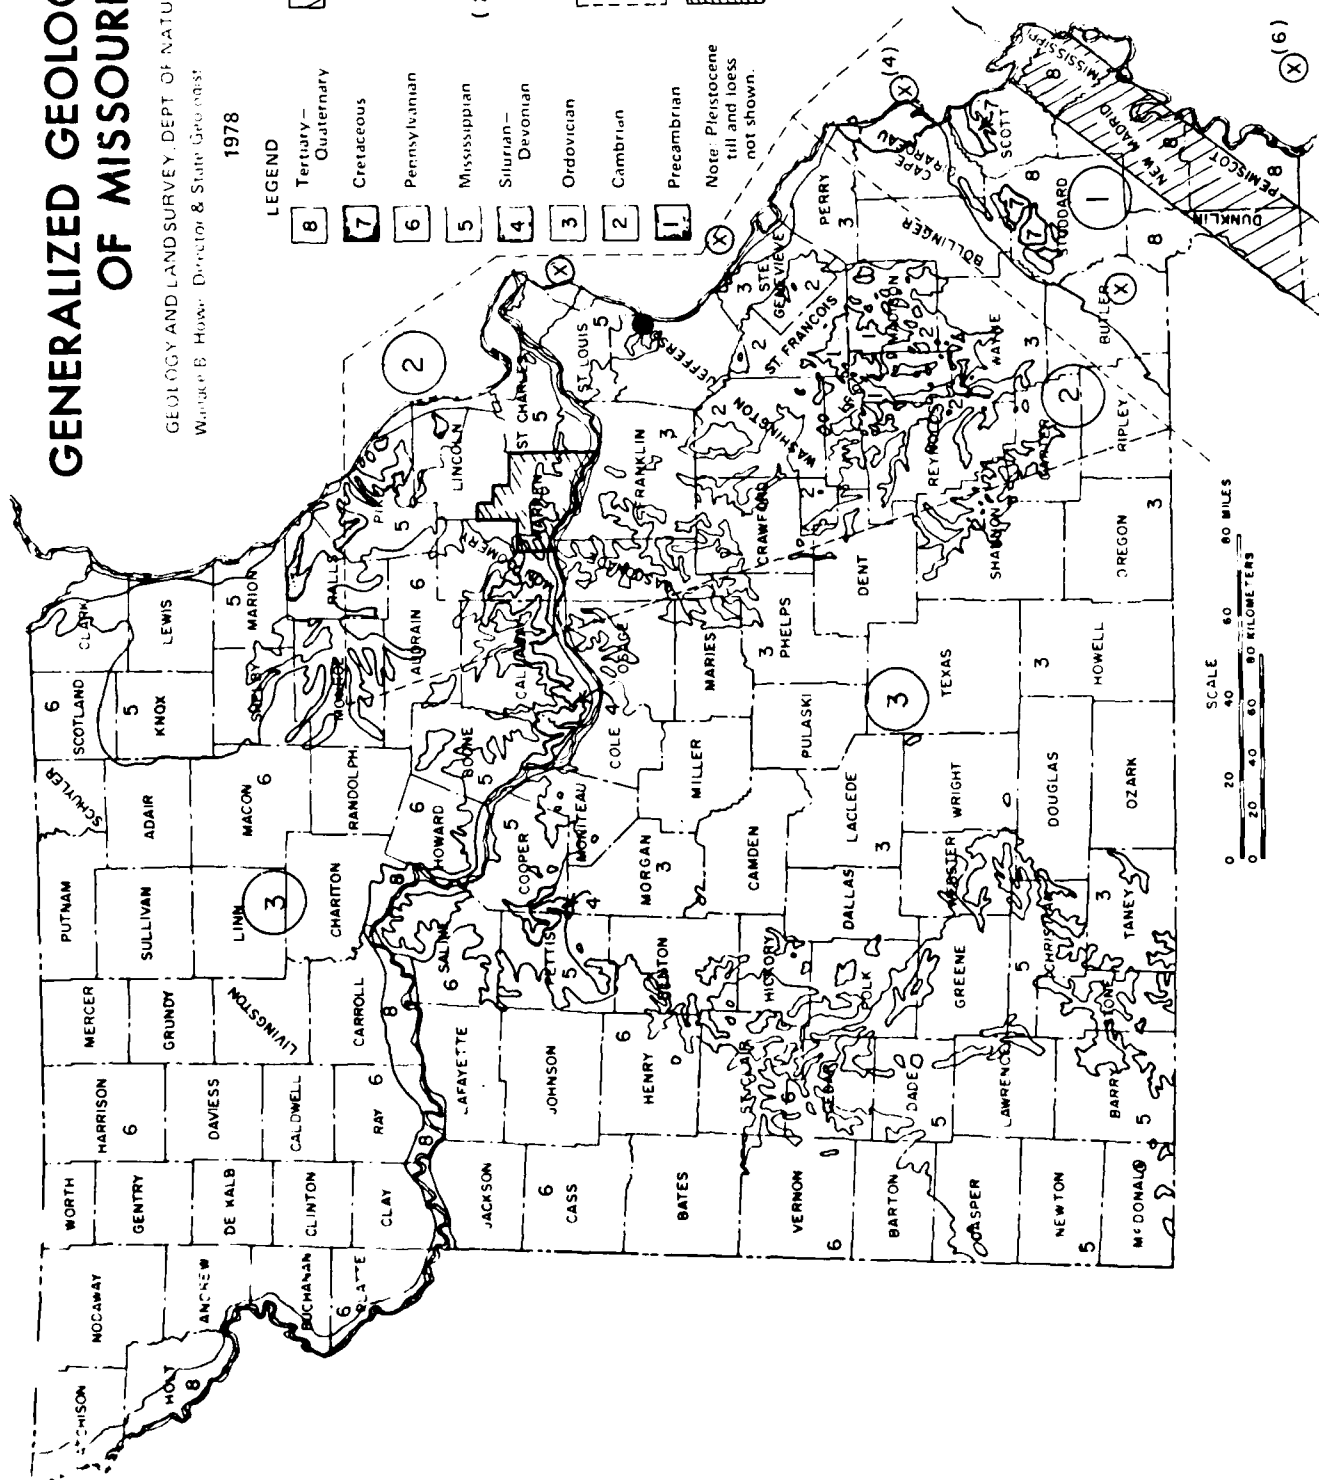 GENERALIZED GEOLOG
OF MISSOURI
GEOLOGY AND LAND SURVEY, DEPT OF NATU
Wallace B. Howe Director & State Geologist
1978
LEGEND
8 Tertiary–
Quaternary
7 Cretaceous
6 Pennsylvanian
5 Mississippian
4 Silurian–
Devonian
3 Ordovician
2 Cambrian
1 Precambrian
Note: Pleistocene
till and loess
not shown.
X
X
X (4)
X
X (6)
ATCHISON
NODAWAY
WORTH
HARRISON
MERCER
PUTNAM
SCHUYLER
SCOTLAND
CLARK
HOLT
ANDREW
GENTRY
DE KALB
DAVIESS
GRUNDY
SULLIVAN
ADAIR
KNOX
LEWIS
BUCHANAN
CLINTON
CALDWELL
LIVINGSTON
LINN
MACON
SHELBY
MARION
PLATTE
CLAY
RAY
CARROLL
CHARITON
RANDOLPH
MONROE
RALLS
PIKE
AUDRAIN
LINCOLN
JACKSON
LAFAYETTE
SALINE
HOWARD
BOONE
CALLAWAY
WARREN
ST CHARLES
CASS
JOHNSON
PETTIS
COOPER
MONITEAU
COLE
OSAGE
GASCONADE
FRANKLIN
ST LOUIS
JEFFERSON
BATES
HENRY
BENTON
MORGAN
MILLER
MARIES
CRAWFORD
WASHINGTON
ST. FRANCOIS
STE
GENEVIEVE
PERRY
VERNON
ST CLAIR
HICKORY
CAMDEN
PULASKI
PHELPS
DENT
REYNOLDS
MADISON
BOLLINGER
CAPE
GIRARDEAU
BARTON
CEDAR
DADE
POLK
DALLAS
LACLEDE
TEXAS
SHANNON
CARTER
WAYNE
STODDARD
SCOTT
MISSISSIPPI
NEW MADRID
PEMISCOT
DUNKLIN
JASPER
LAWRENCE
GREENE
WEBSTER
WRIGHT
NEWTON
CHRISTIAN
DOUGLAS
HOWELL
OREGON
RIPLEY
BUTLER
McDONALD
BARRY
STONE
TANEY
OZARK
SCALE
0 20 40 60 80 MILES
0 20 40 60 80 KILOMETERS